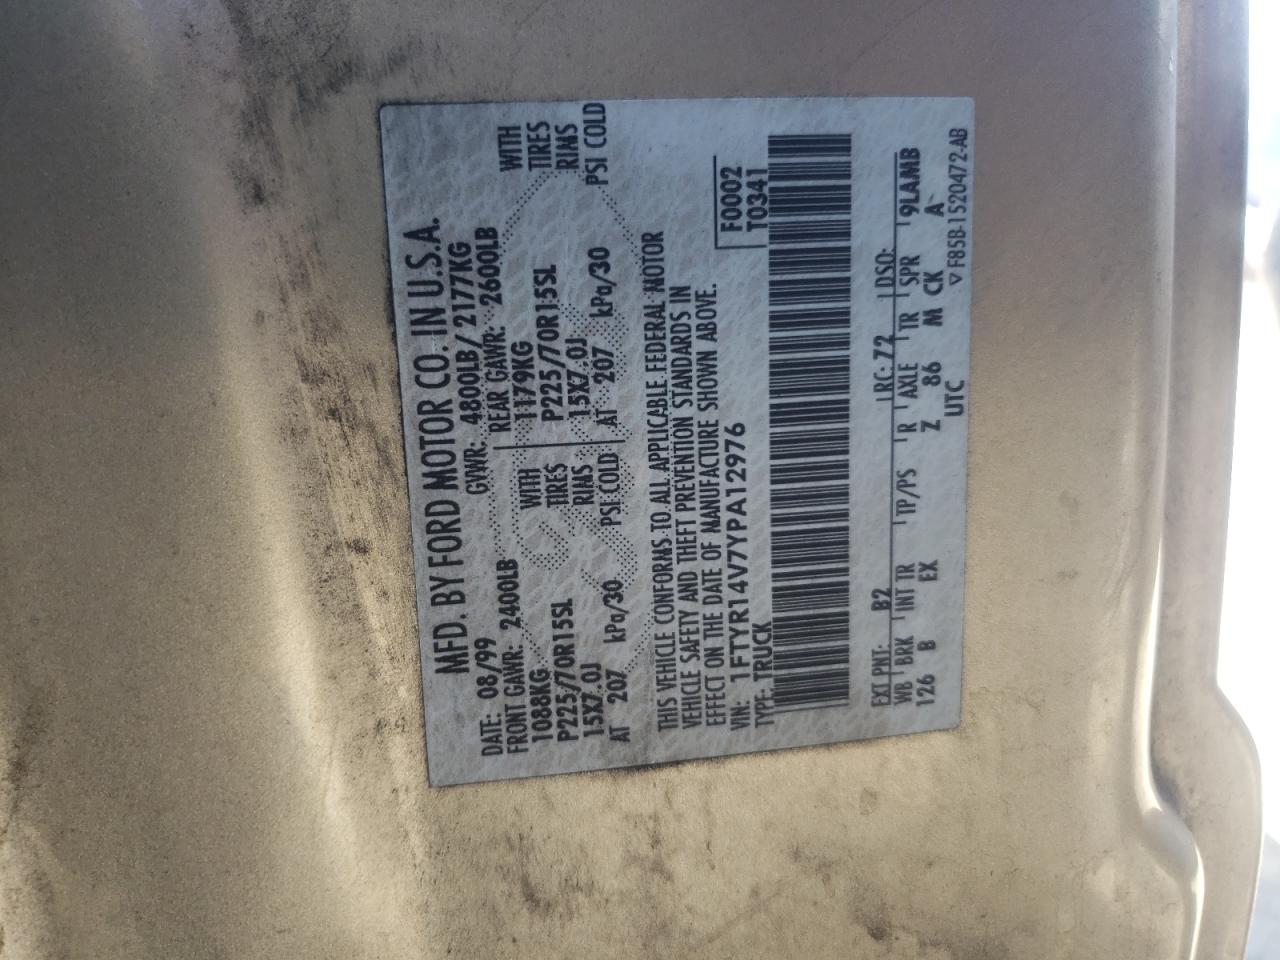 MFD. BY FORD MOTOR CO. IN U.S.A.
DATE: 08/99 GVWR: 4800LB/ 2177KG
FRONT GAWR: 2400LB REAR GAWR: 2600LB
1088KG WITH 1179KG WITH
P225/70R15SL TIRES P225/70R15SL TIRES
15X7.0J RIMS 15X7.0J RIMS
AT 207 kPa/30 PSI COLD AT 207 kPa/30 PSI COLD
THIS VEHICLE CONFORMS TO ALL APPLICABLE FEDERAL MOTOR
VEHICLE SAFETY AND THEFT PREVENTION STANDARDS IN
EFFECT ON THE DATE OF MANUFACTURE SHOWN ABOVE.
VIN: 1FTYR14V7YPA12976 F0002
TYPE: TRUCK T0341
EXT PNT: B2 RC: 72 DSO:
WB BRK INT TR TP/PS R AXLE TR SPR 9LAMB
126 B EX Z 86 M CK A
UTC ▽ F85B-1520472-AB